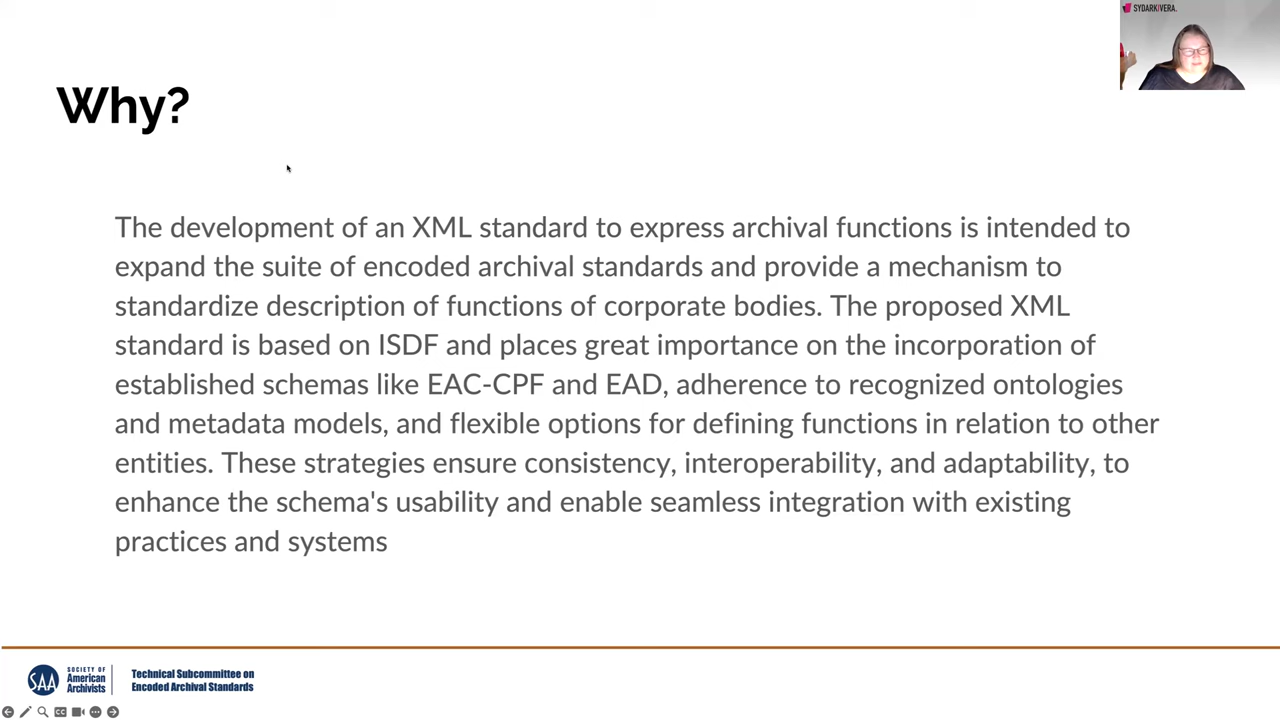 SYDARKIVERA.
Why?
The development of an XML standard to express archival functions is intended to
expand the suite of encoded archival standards and provide a mechanism to
standardize description of functions of corporate bodies. The proposed XML
standard is based on ISDF and places great importance on the incorporation of
established schemas like EAC-CPF and EAD, adherence to recognized ontologies
and metadata models, and flexible options for defining functions in relation to other
entities. These strategies ensure consistency, interoperability, and adaptability, to
enhance the schema's usability and enable seamless integration with existing
practices and systems
SAA
SOCIETY OF
American
Archivists
Technical Subcommittee on
Encoded Archival Standards
CC